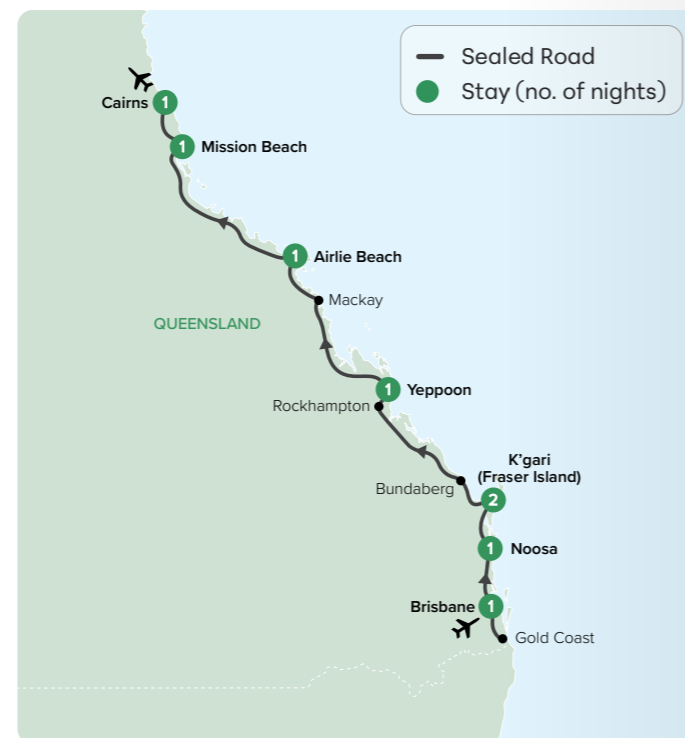 Sealed Road
Stay (no. of nights)
Cairns 1
1 Mission Beach
1 Airlie Beach
Mackay
QUEENSLAND
1 Yeppoon
Rockhampton
K’gari
(Fraser Island)
Bundaberg
2
1 Noosa
Brisbane 1
Gold Coast